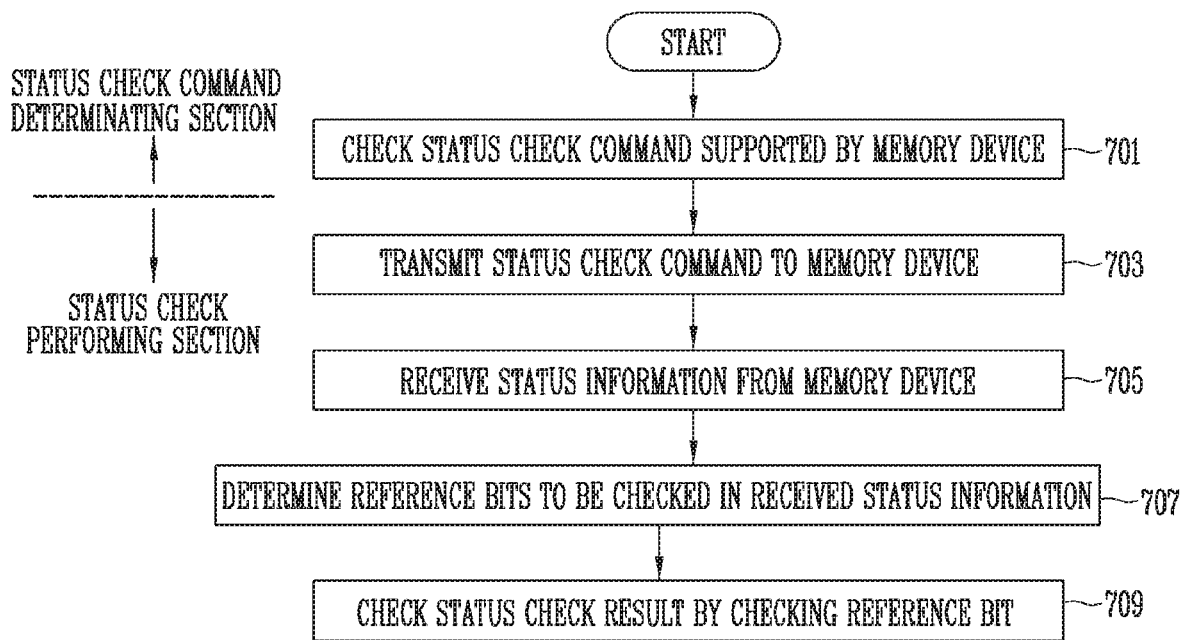 START
STATUS CHECK COMMAND
DETERMINATING SECTION
CHECK STATUS CHECK COMMAND SUPPORTED BY MEMORY DEVICE
701
TRANSMIT STATUS CHECK COMMAND TO MEMORY DEVICE
703
STATUS CHECK
PERFORMING SECTION
RECEIVE STATUS INFORMATION FROM MEMORY DEVICE
705
DETERMINE REFERENCE BITS TO BE CHECKED IN RECEIVED STATUS INFORMATION
707
CHECK STATUS CHECK RESULT BY CHECKING REFERENCE BIT
709